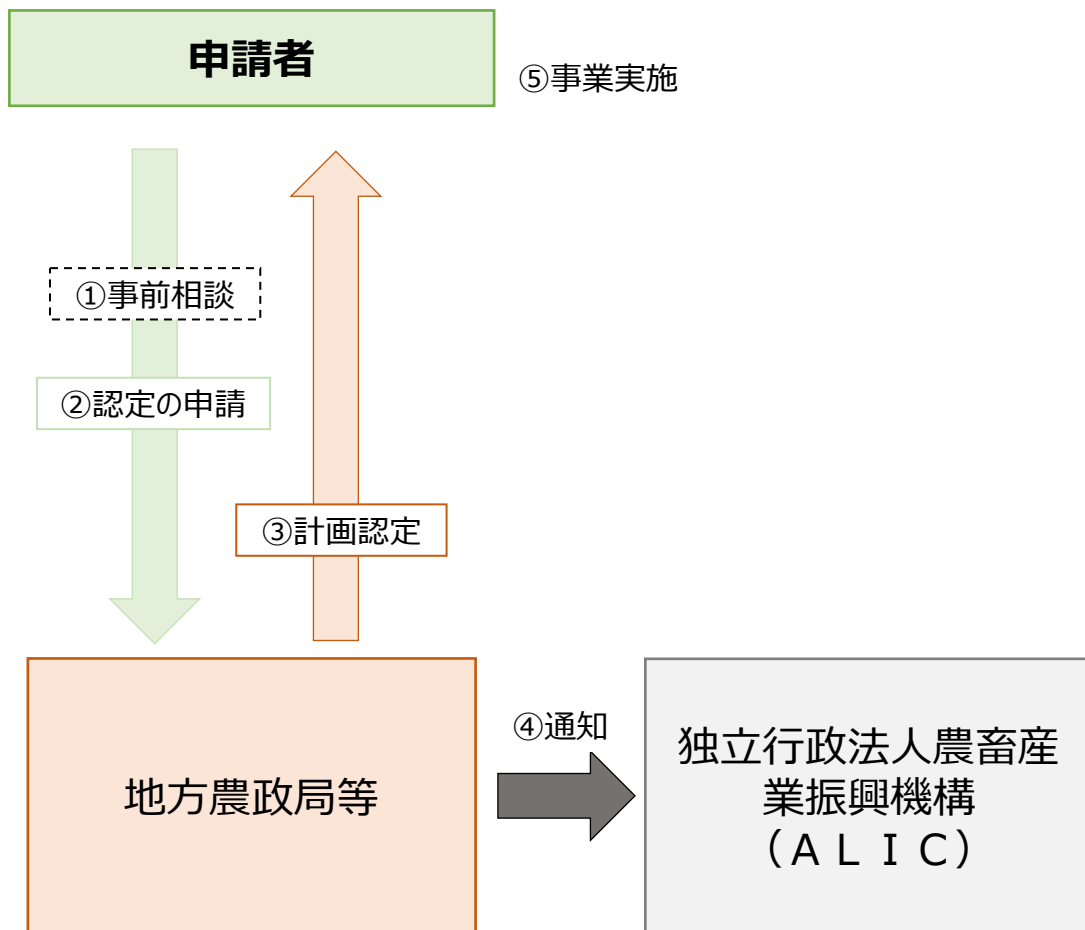 申請者
⑤事業実施
①事前相談
②認定の申請
③計画認定
地方農政局等
④通知
独立行政法人農畜産
業振興機構
（ＡＬＩＣ）